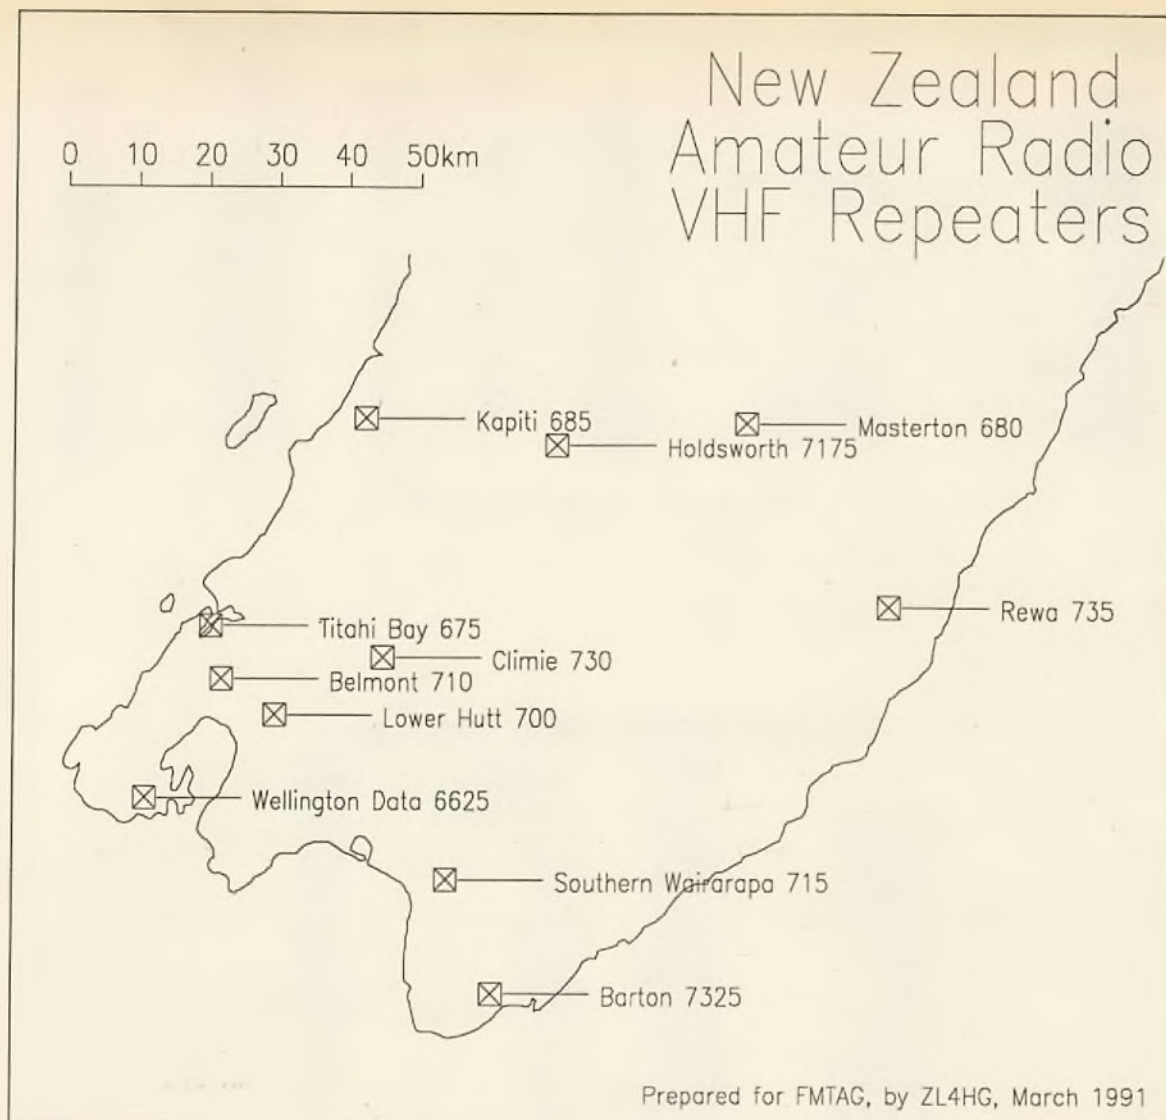 New Zealand
Amateur Radio
VHF Repeaters
0 10 20 30 40 50km
Kapiti 685
Masterton 680
Holdsworth 7175
Rewa 735
Titahi Bay 675
Climie 730
Belmont 710
Lower Hutt 700
Wellington Data 6625
Southern Wairarapa 715
Barton 7325
Prepared for FMTAG, by ZL4HG, March 1991